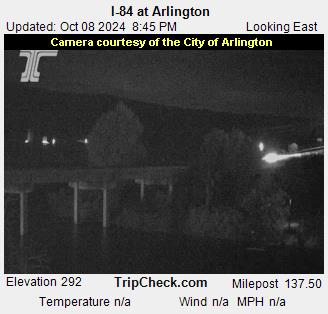 I-84 at Arlington
Updated: Oct 08 2024 8:45 PM Looking East
Camera courtesy of the City of Arlington
Elevation 292 TripCheck.com Milepost 137.50
Temperature n/a Wind n/a MPH n/a